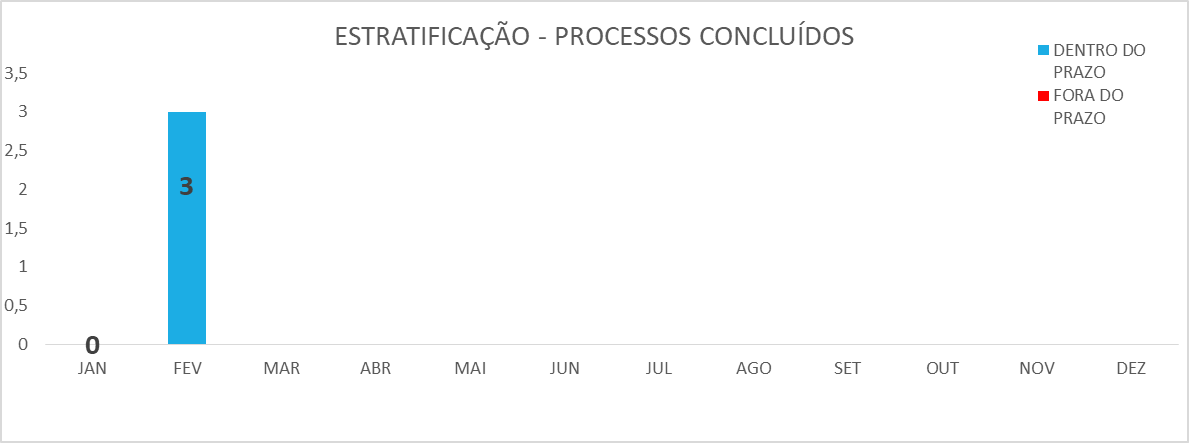 ESTRATIFICAÇÃO - PROCESSOS CONCLUÍDOS
DENTRO DO
PRAZO
FORA DO
PRAZO
3,5
3
2,5
2
1,5
1
0,5
0
3
0
JAN FEV MAR ABR MAI JUN JUL AGO SET OUT NOV DEZ